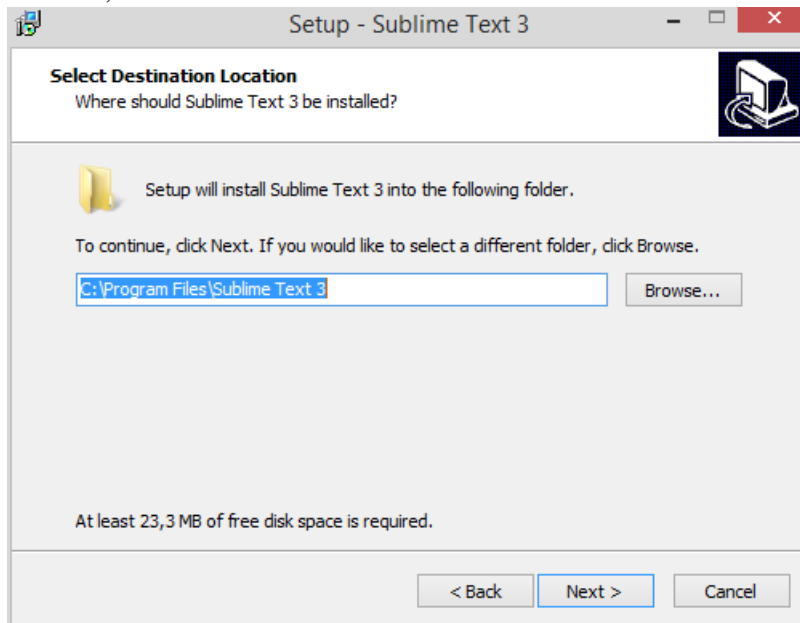 Setup - Sublime Text 3
Select Destination Location
Where should Sublime Text 3 be installed?
Setup will install Sublime Text 3 into the following folder.
To continue, click Next. If you would like to select a different folder, click Browse.
C:\Program Files\Sublime Text 3
Browse...
At least 23,3 MB of free disk space is required.
< Back
Next >
Cancel